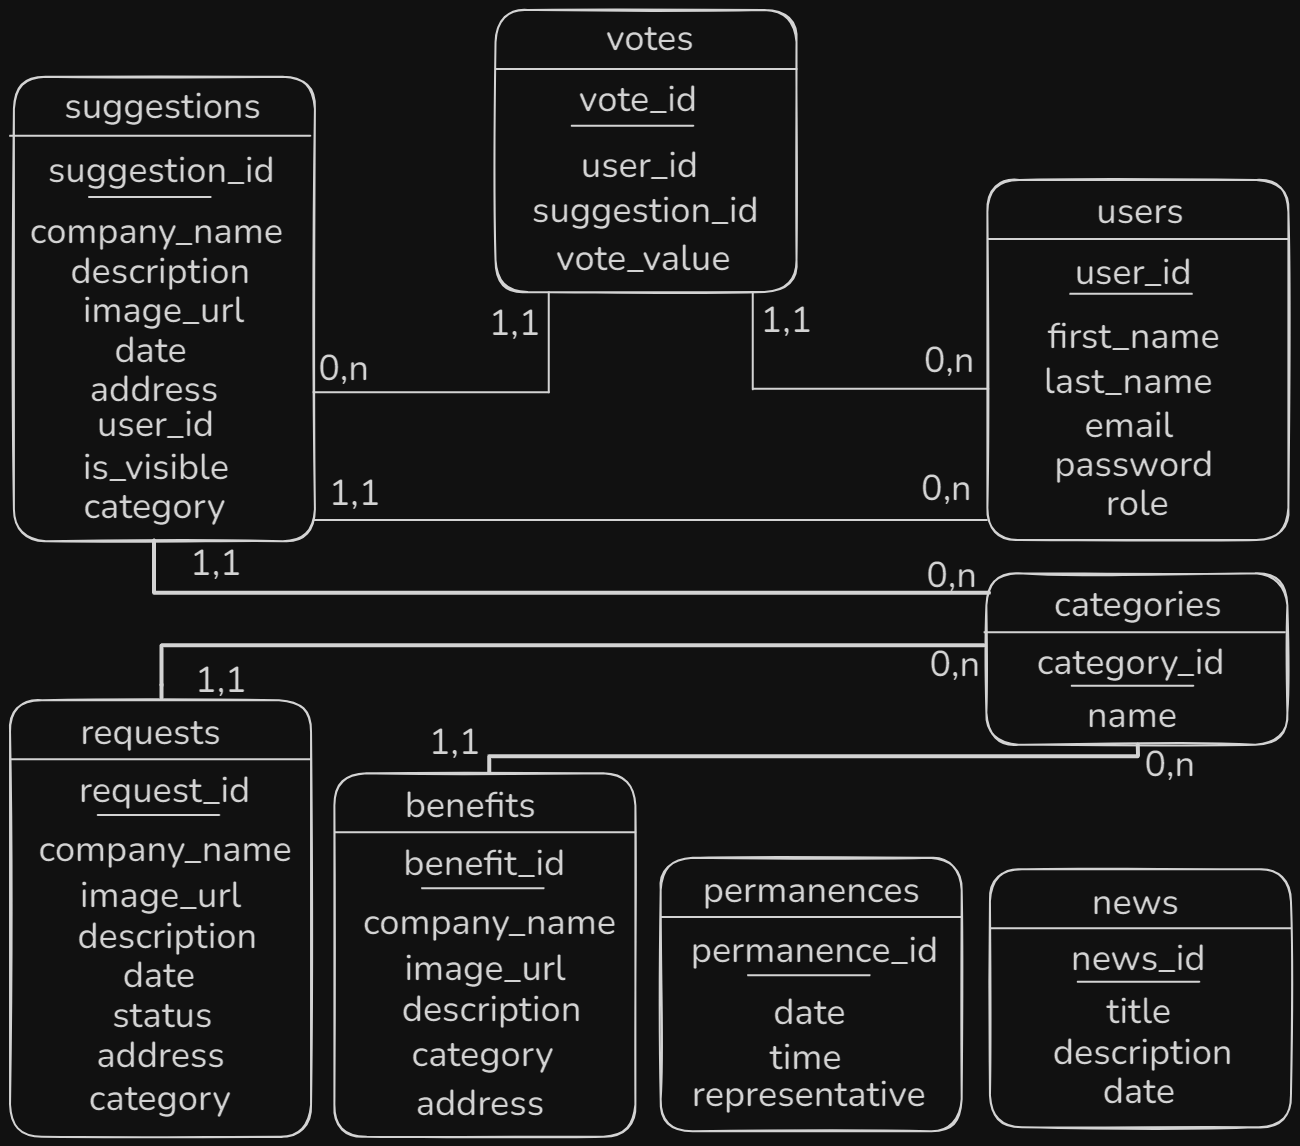 votes
vote_id
user_id
suggestion_id
vote_value
suggestions
suggestion_id
company_name
description
image_url
date
address
user_id
is_visible
category
users
user_id
first_name
last_name
email
password
role
1,1
1,1
0,n
0,n
1,1
0,n
1,1
0,n
categories
category_id
name
1,1
0,n
1,1
0,n
requests
request_id
company_name
image_url
description
date
status
address
category
benefits
benefit_id
company_name
image_url
description
category
address
permanences
permanence_id
date
time
representative
news
news_id
title
description
date